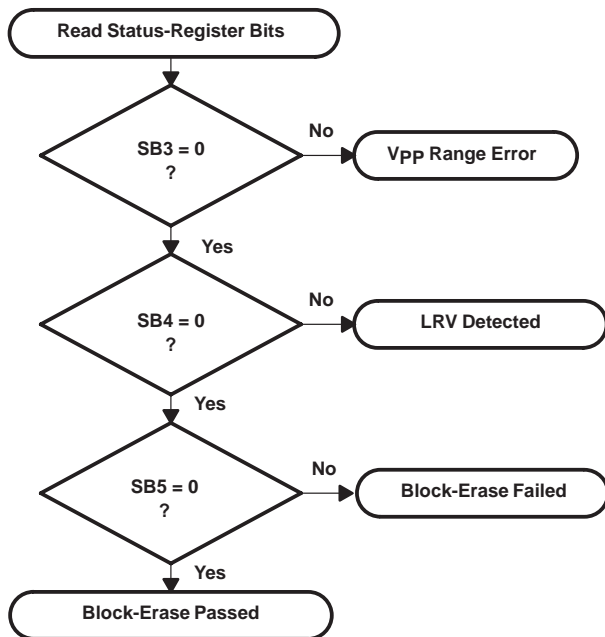 Read Status-Register Bits
SB3 = 0
?
No
VPP Range Error
Yes
SB4 = 0
?
No
LRV Detected
Yes
SB5 = 0
?
No
Block-Erase Failed
Yes
Block-Erase Passed